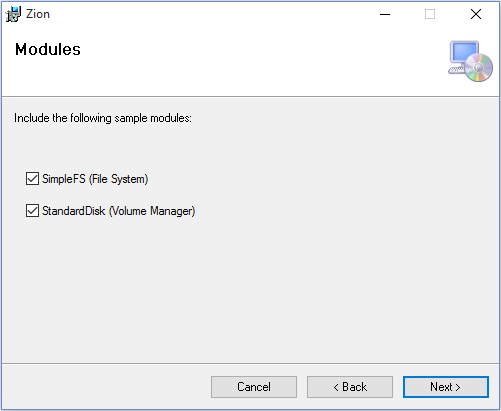 Zion
Modules
Include the following sample modules:
SimpleFS (File System)
StandardDisk (Volume Manager)
Cancel
< Back
Next >